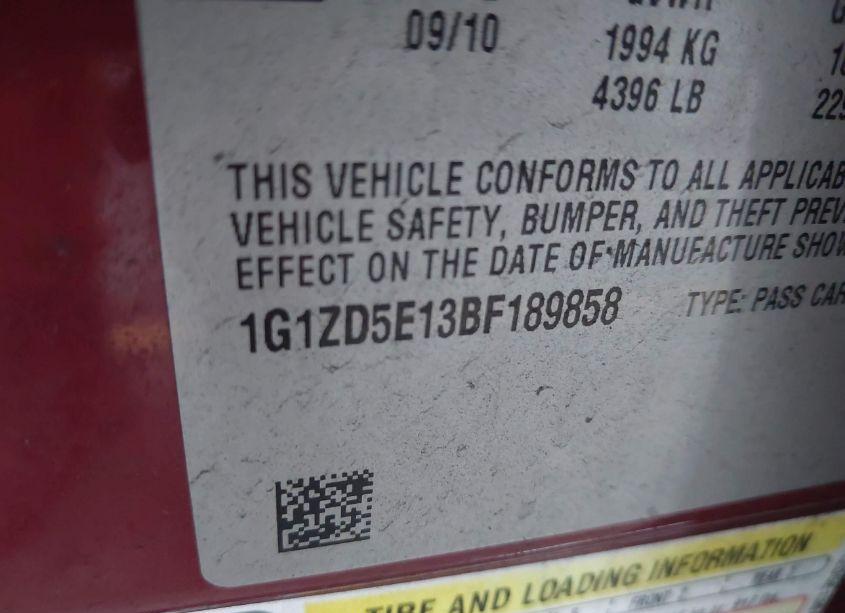 09/10
1994 KG
4396 LB
THIS VEHICLE CONFORMS TO ALL APPLICAB
VEHICLE SAFETY, BUMPER, AND THEFT PREV
EFFECT ON THE DATE OF MANUFACTURE SHOW
1G1ZD5E13BF189858
TYPE: PASS CAR
TIRE AND LOADING INFORMATION